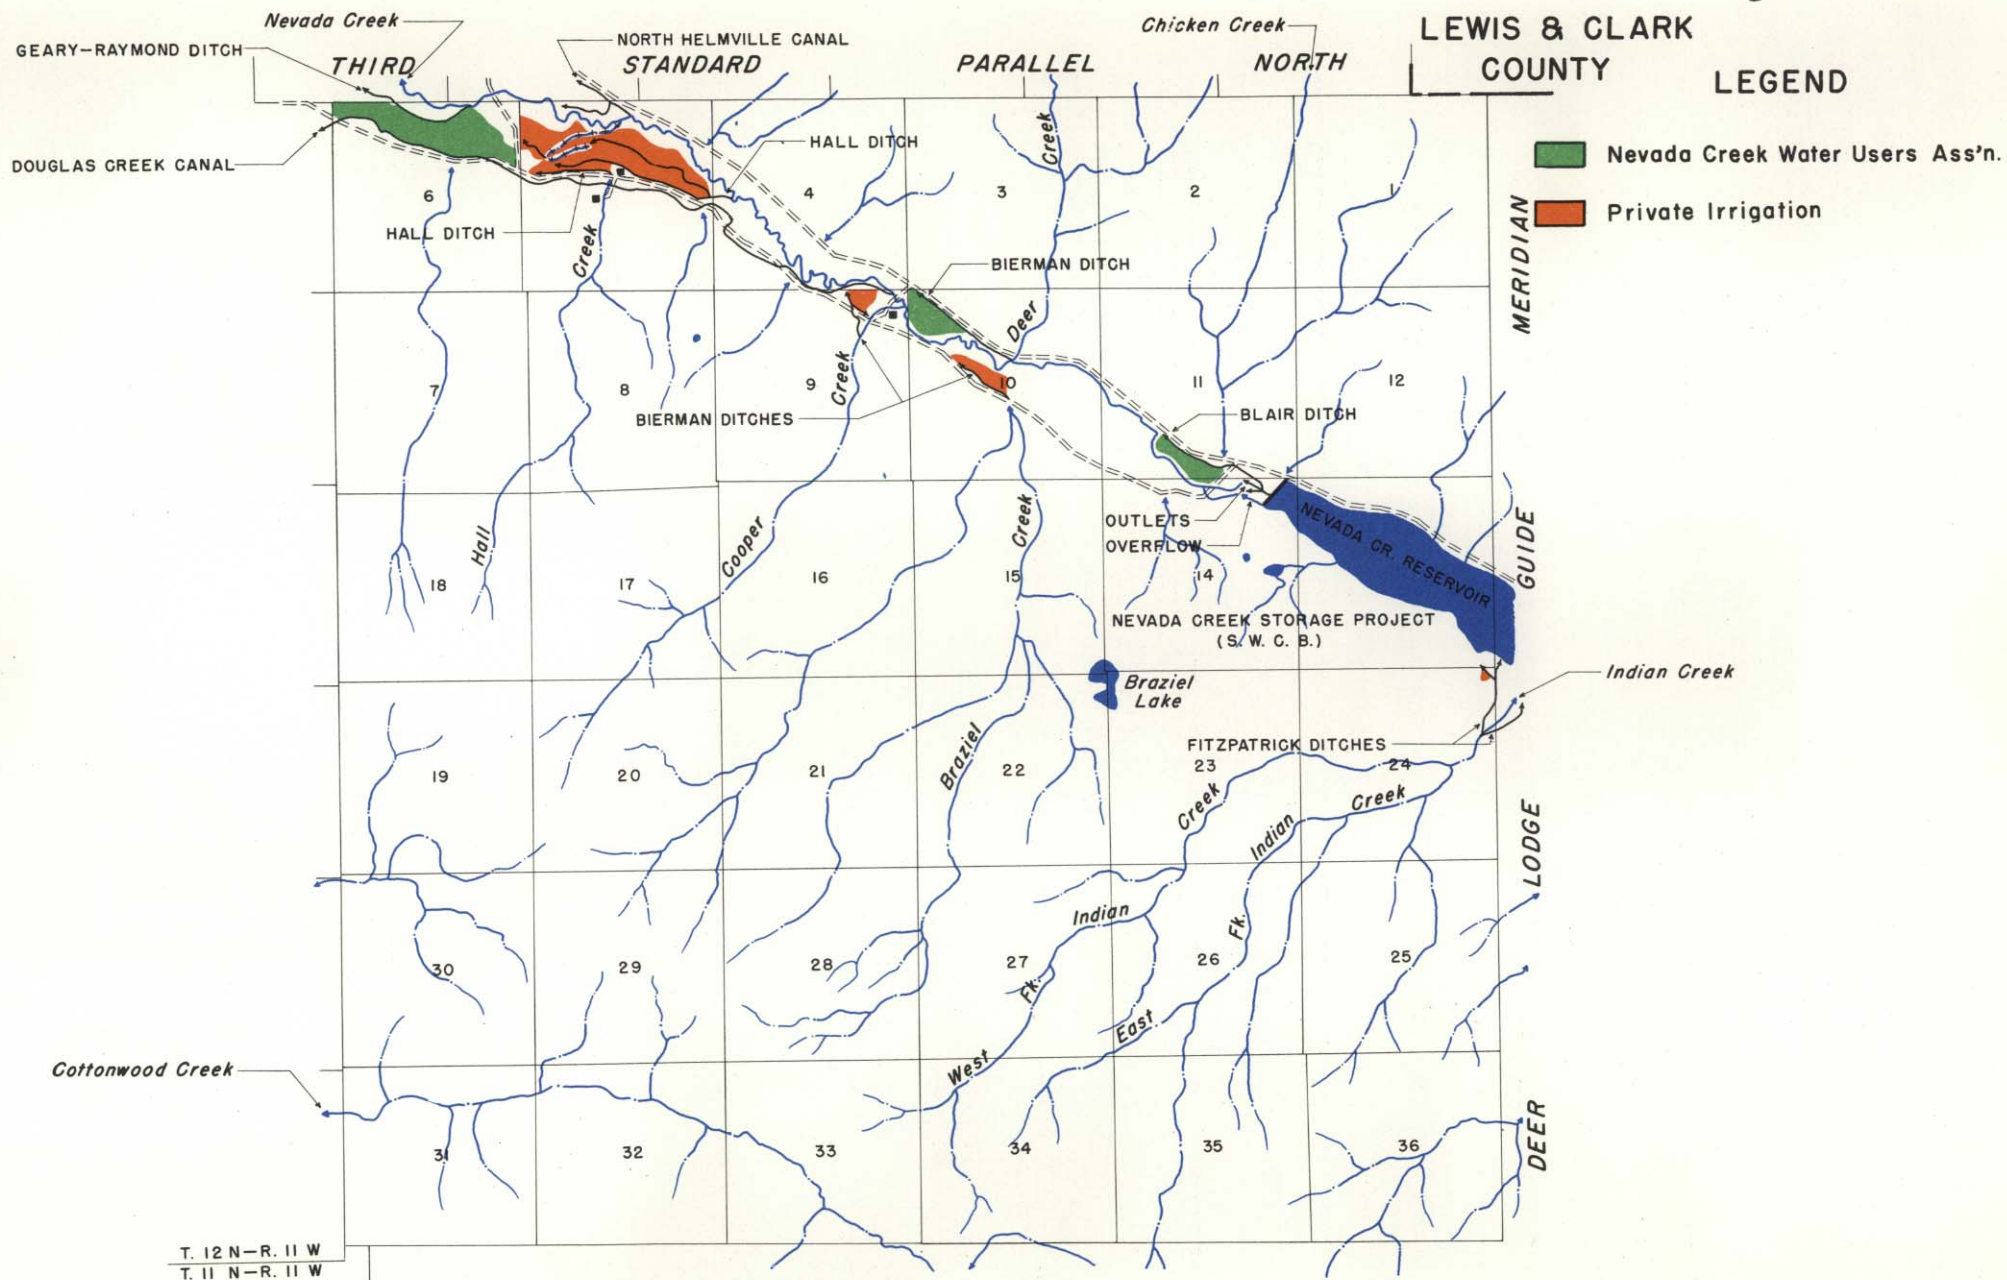 Nevada Creek
Chicken Creek
LEWIS & CLARK
COUNTY
GEARY–RAYMOND DITCH
NORTH HELMVILLE CANAL
THIRD STANDARD PARALLEL NORTH
LEGEND
Nevada Creek Water Users Ass'n.
Private Irrigation
DOUGLAS CREEK CANAL
HALL DITCH
Creek
6
4
3
2
1
HALL DITCH
Creek
MERIDIAN
BIERMAN DITCH
Deer
Creek
7
8
9
10
11
12
BIERMAN DITCHES
BLAIR DITCH
Hall
Cooper
Creek
OUTLETS
OVERFLOW
NEVADA CR. RESERVOIR
GUIDE
18
17
16
15
14
NEVADA CREEK STORAGE PROJECT
(S. W. C. B.)
Braziel
Lake
Indian Creek
FITZPATRICK DITCHES
19
20
21
Braziel
22
23
24
Creek
Indian
Creek
LODGE
Indian
Fk.
30
29
28
27
Fk.
26
25
East
West
Cottonwood Creek
31
32
33
34
35
36
DEER
T. 12 N–R. 11 W
T. 11 N–R. 11 W